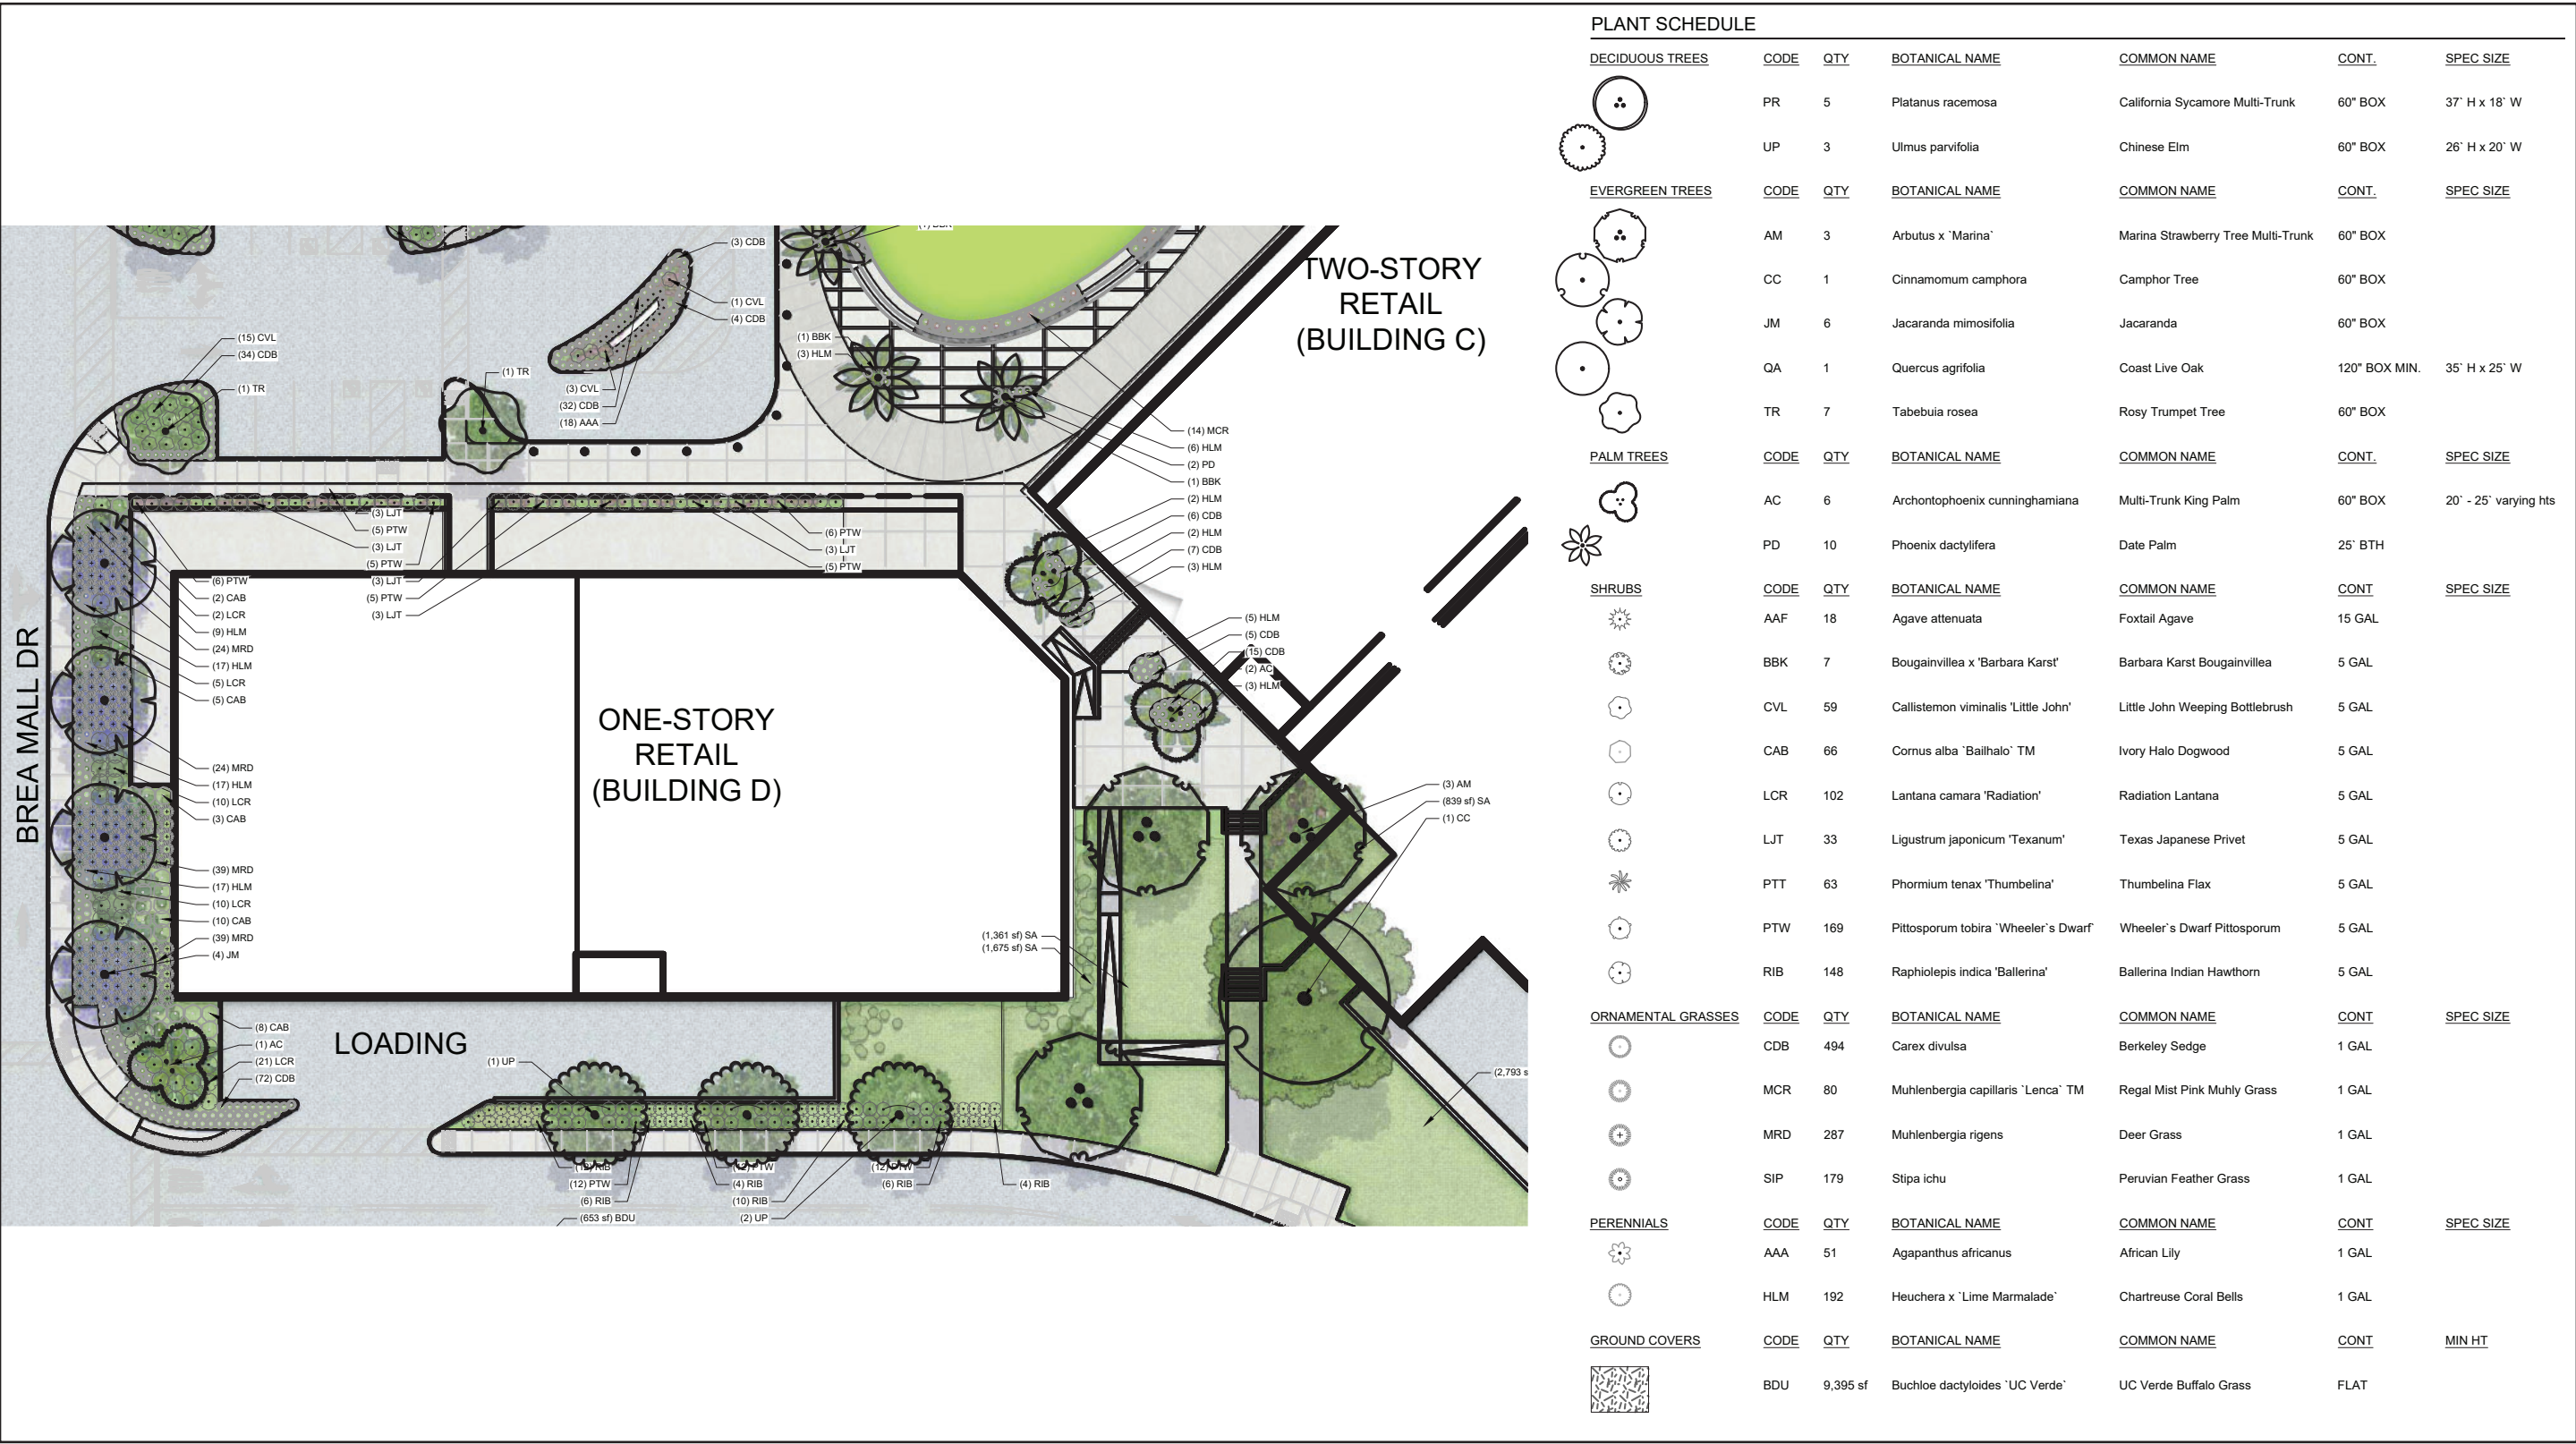 (3) CDB
(1) CVL
(4) CDB
(15) CVL
(34) CDB
(1) TR
(1) TR
(3) CVL
(32) CDB
(18) AAA
(1) BBK
(3) HLM
TWO-STORY
RETAIL
(BUILDING C)
(14) MCR
(6) HLM
(2) PD
(1) BBK
(2) HLM
(6) CDB
(2) HLM
(7) CDB
(3) HLM
(3) LJT
(5) PTW
(3) LJT
(5) PTW
(3) LJT
(5) PTW
(3) LJT
(6) PTW
(3) LJT
(5) PTW
(6) PTW
(2) CAB
(2) LCR
(9) HLM
(24) MRD
(17) HLM
(5) LCR
(5) CAB
(5) HLM
(5) CDB
(15) CDB
(2) AC
(3) HLM
BREA MALL DR
ONE-STORY
RETAIL
(BUILDING D)
(24) MRD
(17) HLM
(10) LCR
(3) CAB
(3) AM
(839 sf) SA
(1) CC
(39) MRD
(17) HLM
(10) LCR
(10) CAB
(39) MRD
(4) JM
(1,361 sf) SA
(1,675 sf) SA
(8) CAB
(1) AC
(21) LCR
(72) CDB
LOADING
(1) UP
(2,793 s
(12) PTW
(6) RIB
(653 sf) BDU
(12) PTW
(4) RIB
(10) RIB
(2) UP
(12) PTW
(6) RIB
(4) RIB
PLANT SCHEDULE
DECIDUOUS TREES CODE QTY BOTANICAL NAME COMMON NAME CONT. SPEC SIZE
PR 5 Platanus racemosa California Sycamore Multi-Trunk 60" BOX 37` H x 18` W
UP 3 Ulmus parvifolia Chinese Elm 60" BOX 26` H x 20` W
EVERGREEN TREES CODE QTY BOTANICAL NAME COMMON NAME CONT. SPEC SIZE
AM 3 Arbutus x `Marina` Marina Strawberry Tree Multi-Trunk 60" BOX
CC 1 Cinnamomum camphora Camphor Tree 60" BOX
JM 6 Jacaranda mimosifolia Jacaranda 60" BOX
QA 1 Quercus agrifolia Coast Live Oak 120" BOX MIN. 35` H x 25` W
TR 7 Tabebuia rosea Rosy Trumpet Tree 60" BOX
PALM TREES CODE QTY BOTANICAL NAME COMMON NAME CONT. SPEC SIZE
AC 6 Archontophoenix cunninghamiana Multi-Trunk King Palm 60" BOX 20` - 25` varying hts
PD 10 Phoenix dactylifera Date Palm 25` BTH
SHRUBS CODE QTY BOTANICAL NAME COMMON NAME CONT SPEC SIZE
AAF 18 Agave attenuata Foxtail Agave 15 GAL
BBK 7 Bougainvillea x 'Barbara Karst' Barbara Karst Bougainvillea 5 GAL
CVL 59 Callistemon viminalis 'Little John' Little John Weeping Bottlebrush 5 GAL
CAB 66 Cornus alba `Bailhalo` TM Ivory Halo Dogwood 5 GAL
LCR 102 Lantana camara 'Radiation' Radiation Lantana 5 GAL
LJT 33 Ligustrum japonicum 'Texanum' Texas Japanese Privet 5 GAL
PTT 63 Phormium tenax 'Thumbelina' Thumbelina Flax 5 GAL
PTW 169 Pittosporum tobira `Wheeler`s Dwarf` Wheeler`s Dwarf Pittosporum 5 GAL
RIB 148 Raphiolepis indica 'Ballerina' Ballerina Indian Hawthorn 5 GAL
ORNAMENTAL GRASSES CODE QTY BOTANICAL NAME COMMON NAME CONT SPEC SIZE
CDB 494 Carex divulsa Berkeley Sedge 1 GAL
MCR 80 Muhlenbergia capillaris `Lenca` TM Regal Mist Pink Muhly Grass 1 GAL
MRD 287 Muhlenbergia rigens Deer Grass 1 GAL
SIP 179 Stipa ichu Peruvian Feather Grass 1 GAL
PERENNIALS CODE QTY BOTANICAL NAME COMMON NAME CONT SPEC SIZE
AAA 51 Agapanthus africanus African Lily 1 GAL
HLM 192 Heuchera x `Lime Marmalade` Chartreuse Coral Bells 1 GAL
GROUND COVERS CODE QTY BOTANICAL NAME COMMON NAME CONT MIN HT
BDU 9,395 sf Buchloe dactyloides `UC Verde` UC Verde Buffalo Grass FLAT